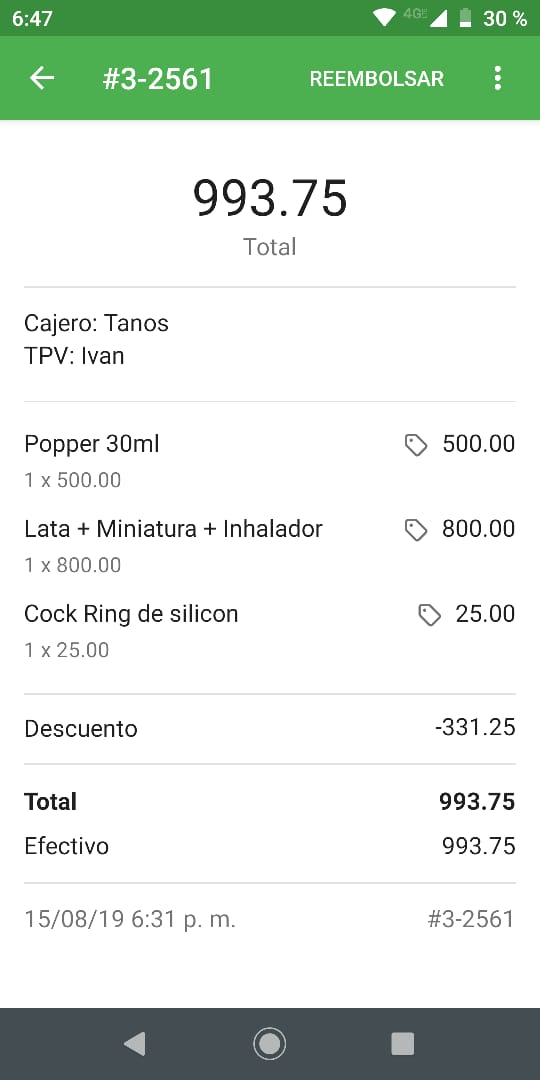 6:47 4G 30 %
#3-2561 REEMBOLSAR
993.75
Total
Cajero: Tanos
TPV: Ivan
Popper 30ml 500.00
1 x 500.00
Lata + Miniatura + Inhalador 800.00
1 x 800.00
Cock Ring de silicon 25.00
1 x 25.00
Descuento -331.25
Total 993.75
Efectivo 993.75
15/08/19 6:31 p. m. #3-2561